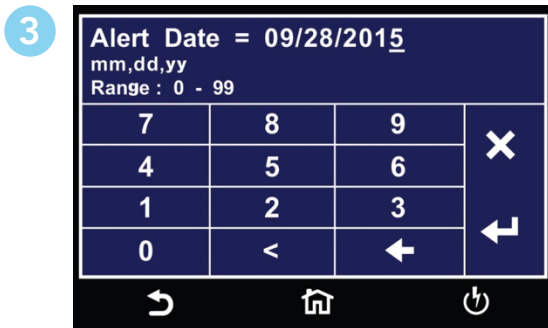 3
Alert Date = 09/28/2015
mm,dd,yy
Range : 0 - 99
7 8 9
4 5 6
1 2 3
0 <